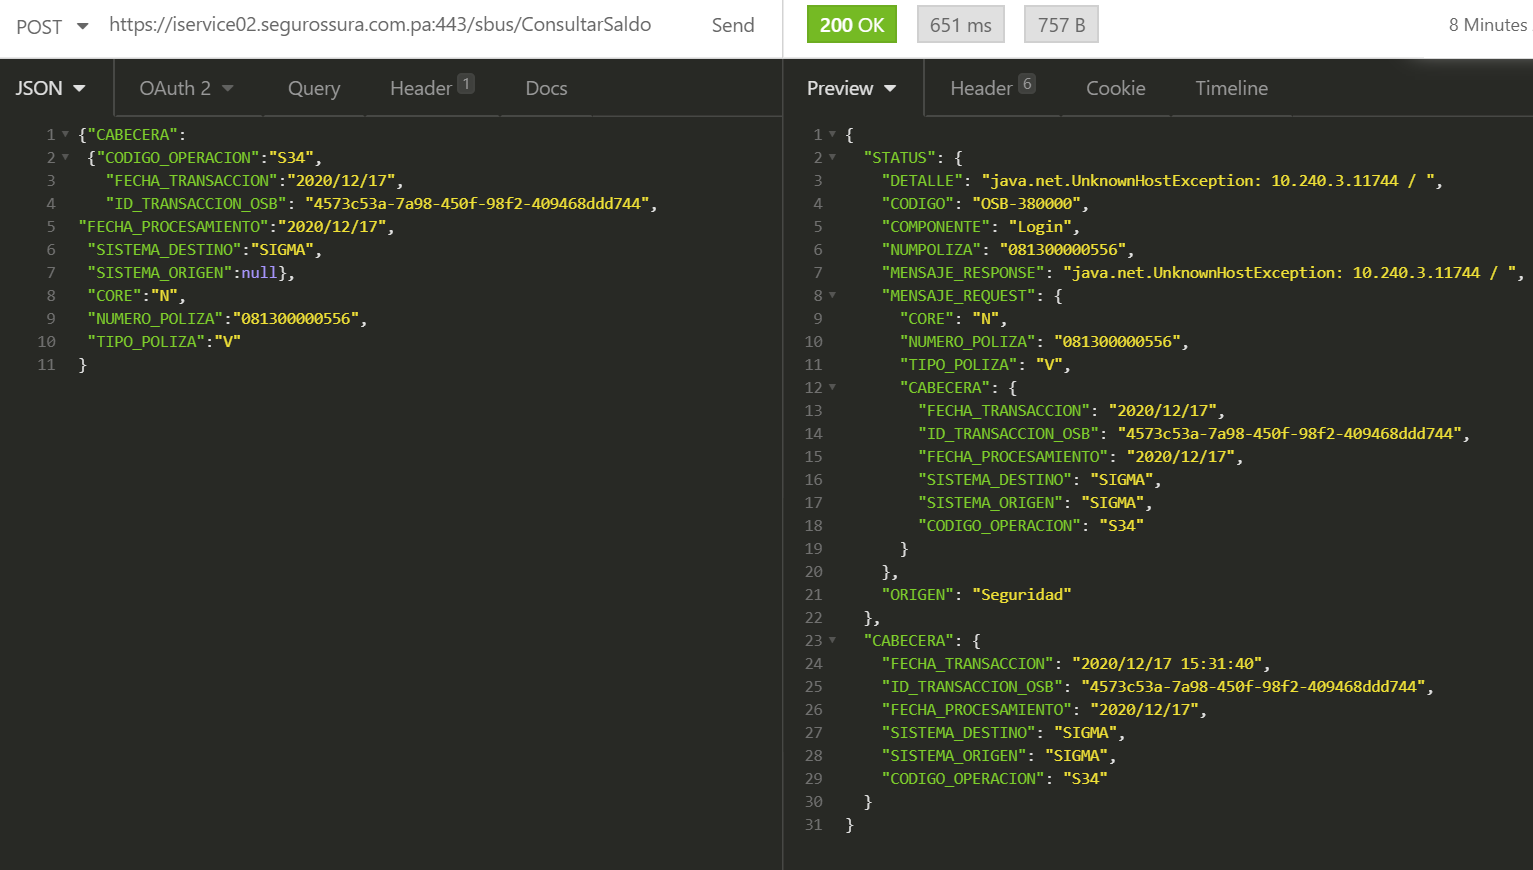 POST https://iservice02.segurossura.com.pa:443/sbus/ConsultarSaldo Send
JSON OAuth 2 Query Header 1 Docs
1 {"CABECERA":
2 {"CODIGO_OPERACION":"S34",
3 "FECHA_TRANSACCION":"2020/12/17",
4 "ID_TRANSACCION_OSB": "4573c53a-7a98-450f-98f2-409468ddd744",
5 "FECHA_PROCESAMIENTO":"2020/12/17",
6 "SISTEMA_DESTINO":"SIGMA",
7 "SISTEMA_ORIGEN":null},
8 "CORE":"N",
9 "NUMERO_POLIZA":"081300000556",
10 "TIPO_POLIZA":"V"
11 }
200 OK 651 ms 757 B 8 Minutes
Preview Header 6 Cookie Timeline
1 {
2 "STATUS": {
3 "DETALLE": "java.net.UnknownHostException: 10.240.3.11744 / ",
4 "CODIGO": "OSB-380000",
5 "COMPONENTE": "Login",
6 "NUMPOLIZA": "081300000556",
7 "MENSAJE_RESPONSE": "java.net.UnknownHostException: 10.240.3.11744 / ",
8 "MENSAJE_REQUEST": {
9 "CORE": "N",
10 "NUMERO_POLIZA": "081300000556",
11 "TIPO_POLIZA": "V",
12 "CABECERA": {
13 "FECHA_TRANSACCION": "2020/12/17",
14 "ID_TRANSACCION_OSB": "4573c53a-7a98-450f-98f2-409468ddd744",
15 "FECHA_PROCESAMIENTO": "2020/12/17",
16 "SISTEMA_DESTINO": "SIGMA",
17 "SISTEMA_ORIGEN": "SIGMA",
18 "CODIGO_OPERACION": "S34"
19 }
20 },
21 "ORIGEN": "Seguridad"
22 },
23 "CABECERA": {
24 "FECHA_TRANSACCION": "2020/12/17 15:31:40",
25 "ID_TRANSACCION_OSB": "4573c53a-7a98-450f-98f2-409468ddd744",
26 "FECHA_PROCESAMIENTO": "2020/12/17",
27 "SISTEMA_DESTINO": "SIGMA",
28 "SISTEMA_ORIGEN": "SIGMA",
29 "CODIGO_OPERACION": "S34"
30 }
31 }